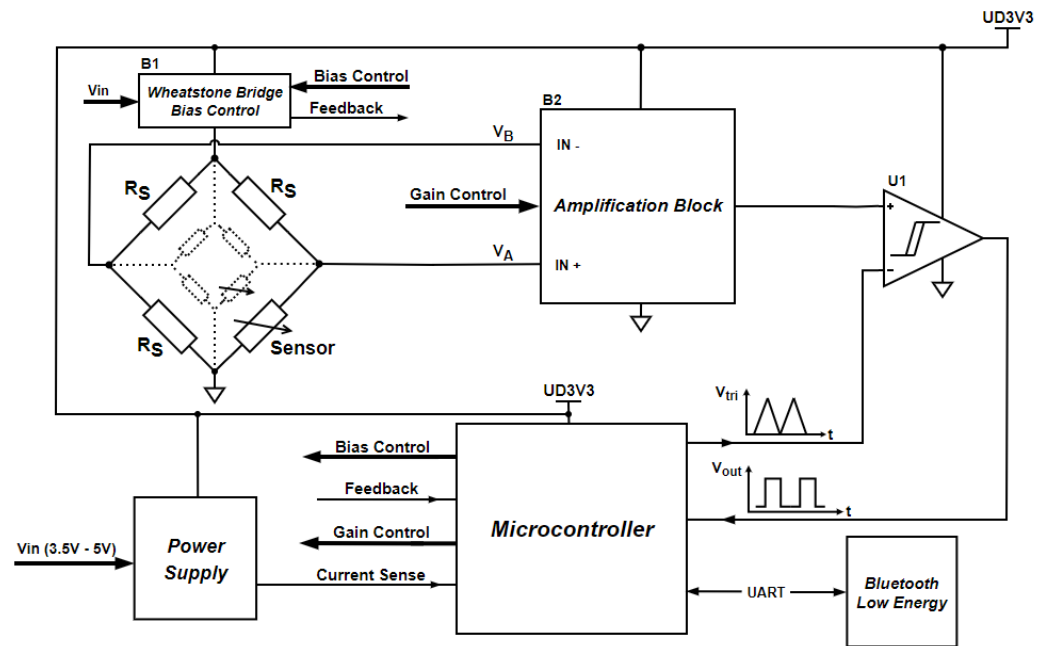 UD3V3
B1
Wheatstone Bridge
Bias Control
Vin
Bias Control
Feedback
B2
VB
IN -
RS
RS
Gain Control
Amplification Block
U1
+
-
VA
IN +
RS
Sensor
UD3V3
Vtri
t
Bias Control
Feedback
Gain Control
Current Sense
Microcontroller
Vout
t
Vin (3.5V - 5V)
Power
Supply
UART
Bluetooth
Low Energy